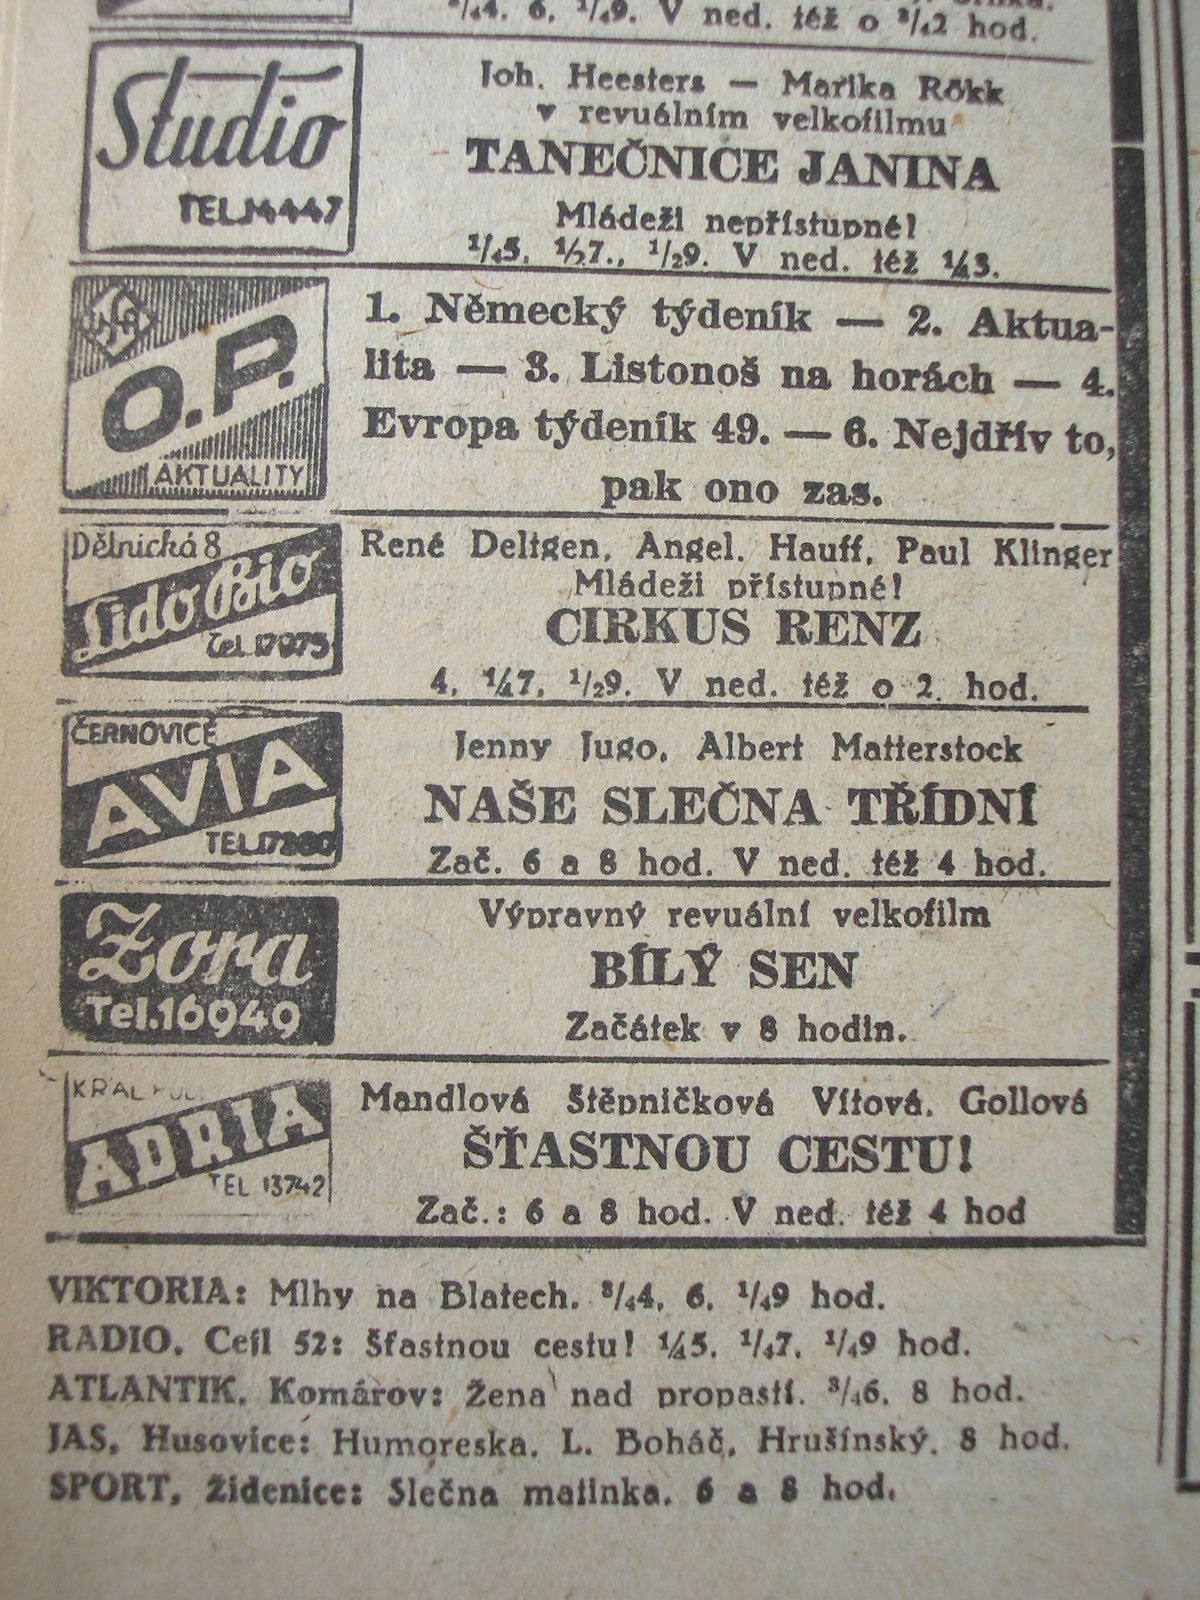 ³/₄4. 6, ¹/₄9. V ned. též o ³/₄2 hod.
Studio
TEL.14447
Joh. Heesters — Marika Rökk
v revuálním velkofilmu
TANEČNICE JANINA
Mládeži nepřístupné!
¹/₄5, ¹/₂7., ¹/₂9. V ned. též ¹/₄3.
O.P.
AKTUALITY
1. Německý týdeník — 2. Aktua-
lita — 3. Listonoš na horách — 4.
Evropa týdeník 49. — 6. Nejdřív to,
pak ono zas.
Dělnická 8
Lido Bio
tel. 17975
René Deltgen, Angel. Hauff, Paul Klinger
Mládeži přístupné!
CIRKUS RENZ
4, ¹/₄7, ¹/₂9. V ned. též o 2. hod.
ČERNOVICE
AVIA
TEL.
Jenny Jugo, Albert Matterstock
NAŠE SLEČNA TŘÍDNÍ
Zač. 6 a 8 hod. V ned. též 4 hod.
Zora
Tel.16949
Výpravný revuální velkofilm
BÍLÝ SEN
Začátek v 8 hodin.
KRÁL
ADRIA
TEL 13742
Mandlová Štěpničková Vítová, Gollová
ŠŤASTNOU CESTU!
Zač.: 6 a 8 hod. V ned. též 4 hod
VIKTORIA: Mlhy na Blatech. ³/₄4, 6, ¹/₄9 hod.
RADIO, Cejl 52: Šťastnou cestu! ¹/₄5, ¹/₄7, ¹/₄9 hod.
ATLANTIK, Komárov: Žena nad propastí. ³/₄6, 8 hod.
JAS, Husovice: Humoreska. L. Boháč, Hrušínský. 8 hod.
SPORT, Židenice: Slečna matinka. 6 a 8 hod.